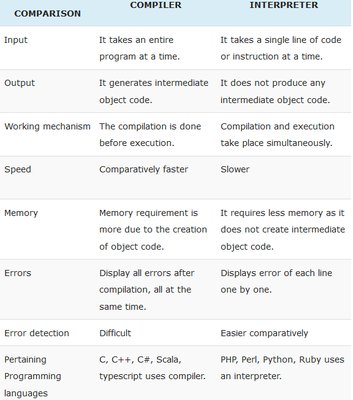 COMPARISON COMPILER INTERPRETER
Input It takes an entire It takes a single line of code
program at a time. or instruction at a time.
Output It generates intermediate It does not produce any
object code. intermediate object code.
Working mechanism The compilation is done Compilation and execution
before execution. take place simultaneously.
Speed Comparatively faster Slower
Memory Memory requirement is It requires less memory as it
more due to the creation does not create intermediate
of object code. object code.
Errors Display all errors after Displays error of each line
compilation, all at one by one.
the same time.
Error detection Difficult Easier comparatively
Pertaining C, C++, C#, Scala, PHP, Perl, Python, Ruby uses
Programming typescript uses compiler. an interpreter.
languages